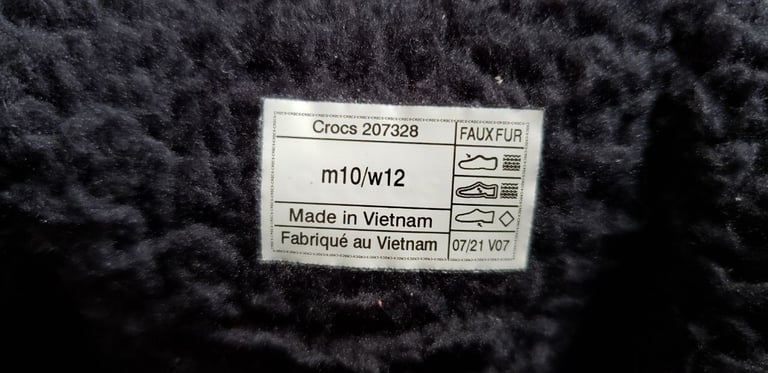 Crocs 207328
FAUX FUR
m10/w12
Made in Vietnam
Fabriqué au Vietnam
07/21 V07